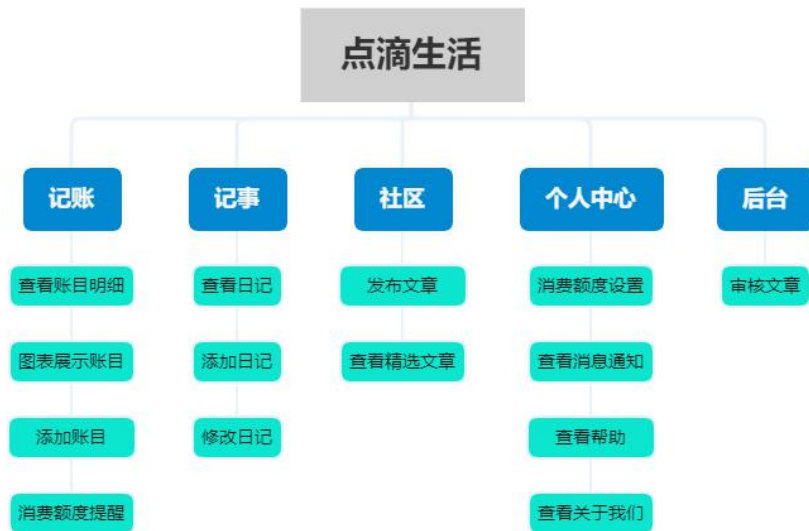 点滴生活
记账
记事
社区
个人中心
后台
查看账目明细
查看日记
发布文章
消费额度设置
审核文章
图表展示账目
添加日记
查看精选文章
查看消息通知
添加账目
修改日记
查看帮助
消费额度提醒
查看关于我们